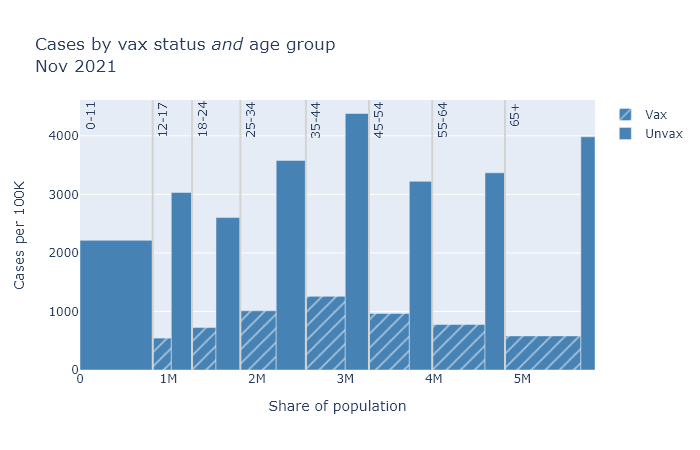 Cases by vax status and age group
Nov 2021
0-11
12-17
18-24
25-34
35-44
45-54
55-64
65+
Vax
Unvax
4000
3000
2000
1000
0
Cases per 100K
0
1M
2M
3M
4M
5M
Share of population